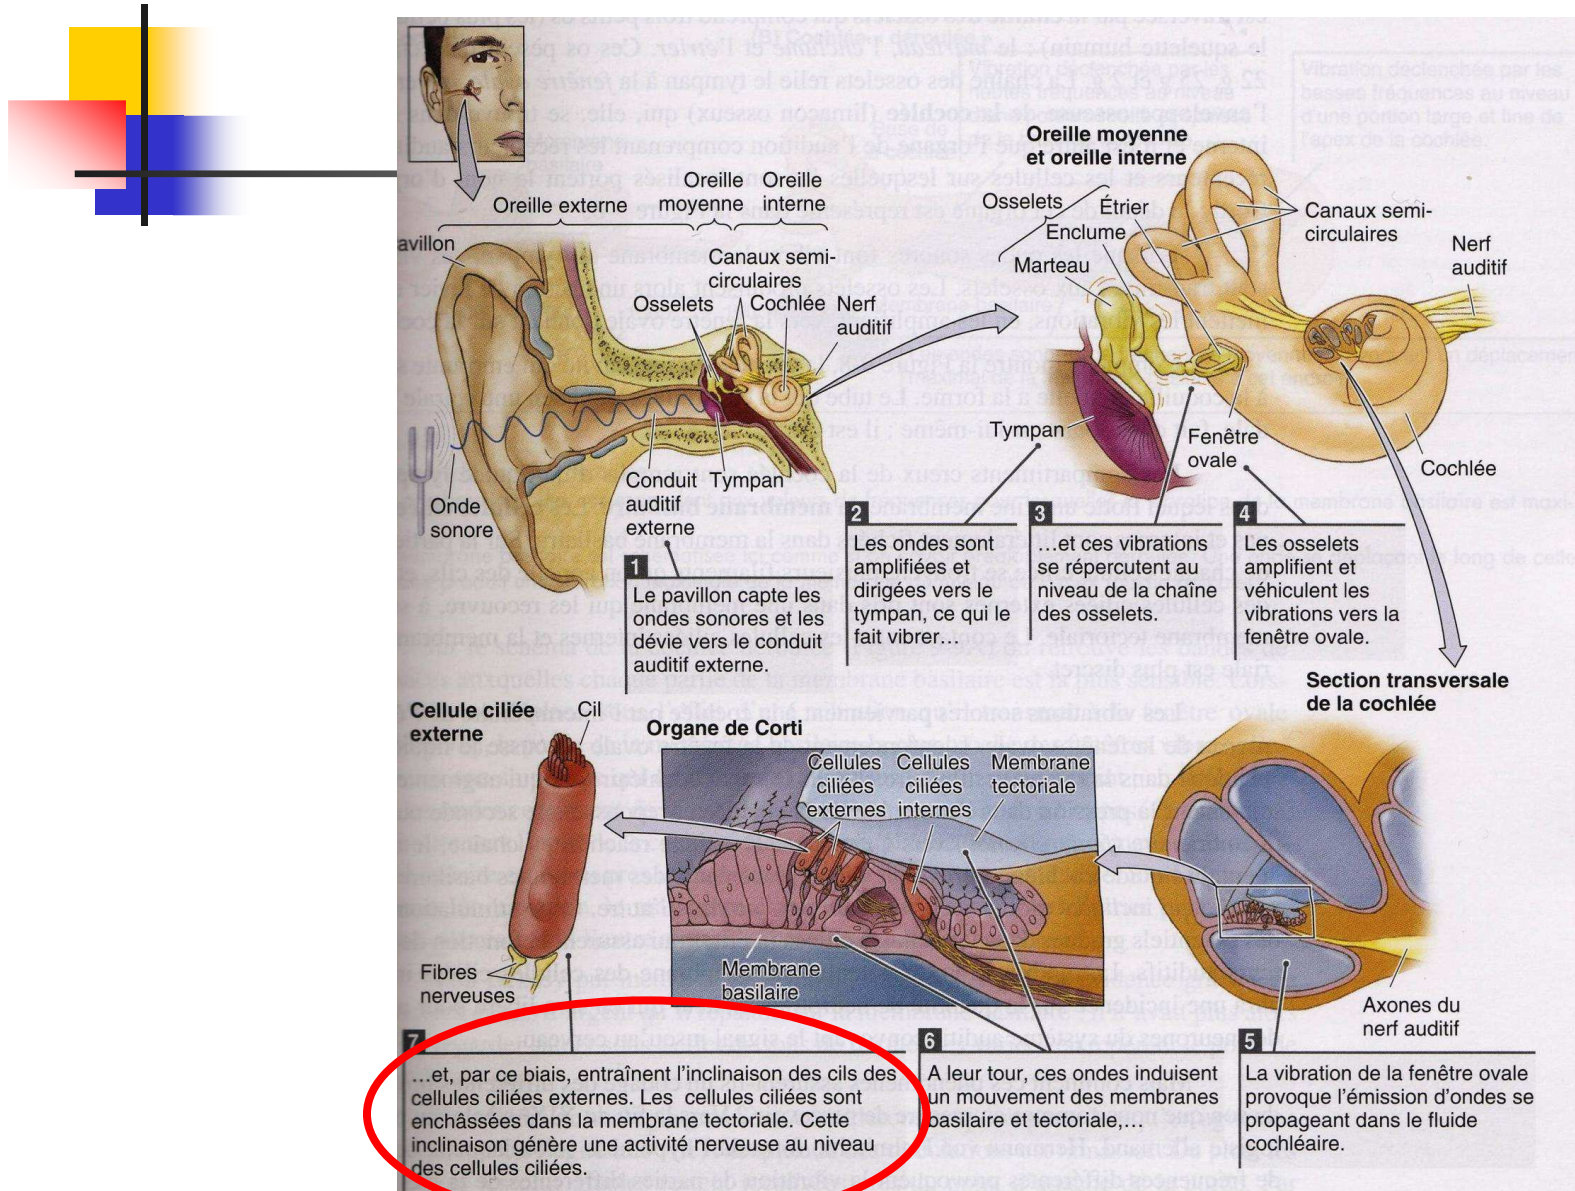 Oreille externe
Oreille
moyenne
Oreille
interne
avillon
Canaux semi-
circulaires
Osselets
Cochlée
Nerf
auditif
Onde
sonore
Conduit
auditif
externe
Tympan
1
Le pavillon capte les
ondes sonores et les
dévie vers le conduit
auditif externe.
Oreille moyenne
et oreille interne
Osselets
Étrier
Enclume
Marteau
Canaux semi-
circulaires
Nerf
auditif
Tympan
Fenêtre
ovale
Cochlée
2
Les ondes sont
amplifiées et
dirigées vers le
tympan, ce qui le
fait vibrer…
3
…et ces vibrations
se répercutent au
niveau de la chaîne
des osselets.
4
Les osselets
amplifient et
véhiculent les
vibrations vers la
fenêtre ovale.
Section transversale
de la cochlée
Axones du
nerf auditif
5
La vibration de la fenêtre ovale
provoque l’émission d’ondes se
propageant dans le fluide
cochléaire.
Organe de Corti
Cellules
ciliées
externes
Cellules
ciliées
internes
Membrane
tectoriale
Membrane
basilaire
6
A leur tour, ces ondes induisent
un mouvement des membranes
basilaire et tectoriale,…
Cellule ciliée
externe
Cil
Fibres
nerveuses
7
…et, par ce biais, entraînent l’inclinaison des cils des
cellules ciliées externes. Les cellules ciliées sont
enchâssées dans la membrane tectoriale. Cette
inclinaison génère une activité nerveuse au niveau
des cellules ciliées.